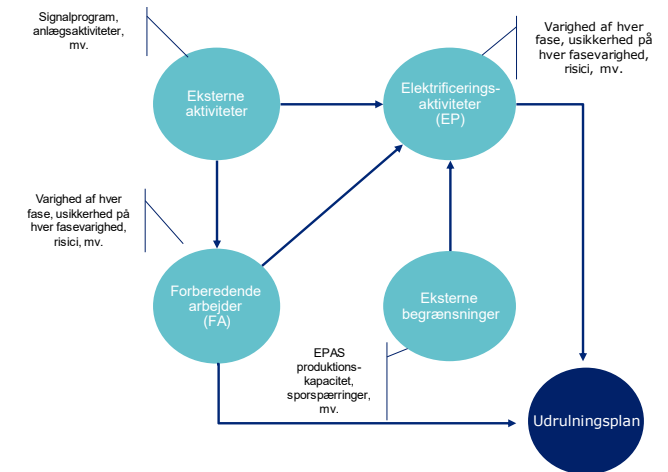 Signalprogram,
anlægsaktiviteter,
mv.
Eksterne
aktiviteter
Elektrificerings-
aktiviteter
(EP)
Varighed af hver
fase, usikkerhed på
hver fasevarighed,
risici, mv.
Varighed af hver
fase, usikkerhed på
hver fasevarighed,
risici, mv.
Forberedende
arbejder
(FA)
Eksterne
begrænsninger
EPAS
produktions-
kapacitet,
sporspærringer,
mv.
Udrulningsplan